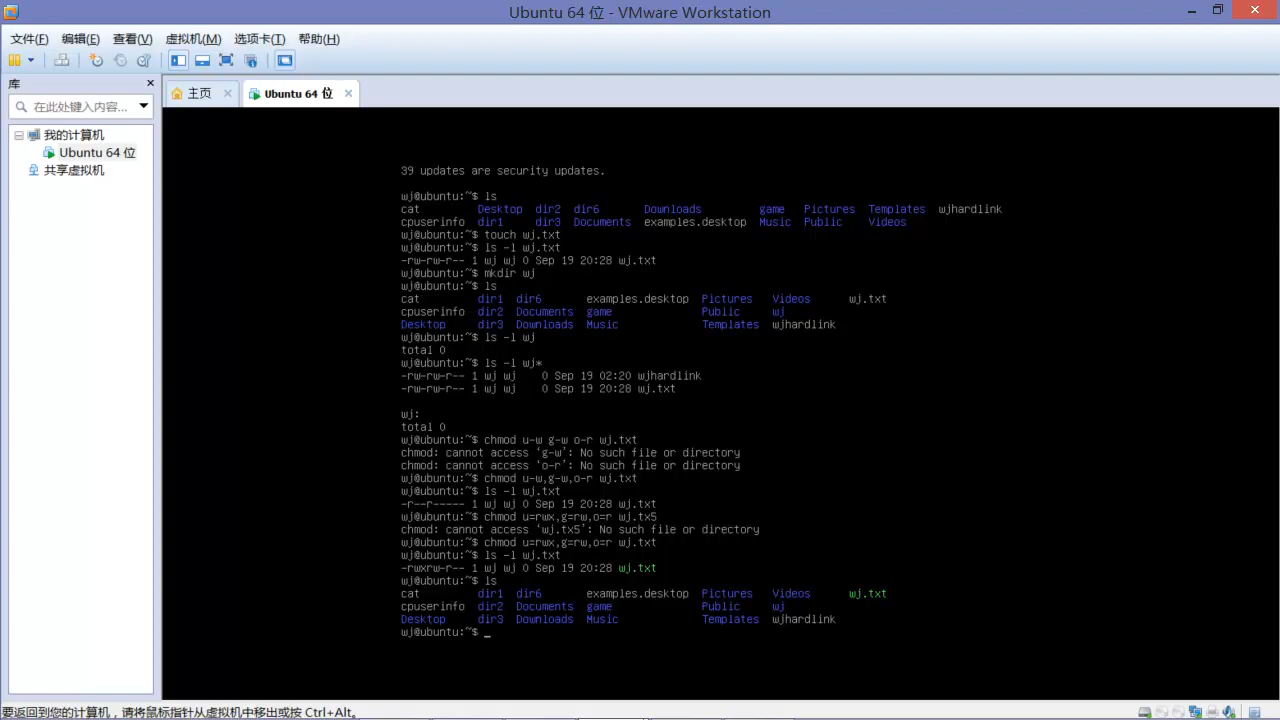 Ubuntu 64 位 - VMware Workstation
文件(F) 编辑(E) 查看(V) 虚拟机(M) 选项卡(T) 帮助(H)
库
主页
Ubuntu 64 位
在此处键入内容...
我的计算机
Ubuntu 64 位
共享虚拟机
39 updates are security updates.
wj@ubuntu:~$ ls
cat Desktop dir2 dir6 Downloads game Pictures Templates wjhardlink
cpuserinfo dir1 dir3 Documents examples.desktop Music Public Videos
wj@ubuntu:~$ touch wj.txt
wj@ubuntu:~$ ls -l wj.txt
-rw-rw-r-- 1 wj wj 0 Sep 19 20:28 wj.txt
wj@ubuntu:~$ mkdir wj
wj@ubuntu:~$ ls
cat dir1 dir6 examples.desktop Pictures Videos wj.txt
cpuserinfo dir2 Documents game Public wj
Desktop dir3 Downloads Music Templates wjhardlink
wj@ubuntu:~$ ls -l wj
total 0
wj@ubuntu:~$ ls -l wj*
-rw-rw-r-- 1 wj wj 0 Sep 19 02:20 wjhardlink
-rw-rw-r-- 1 wj wj 0 Sep 19 20:28 wj.txt
wj:
total 0
wj@ubuntu:~$ chmod u-w g-w o-r wj.txt
chmod: cannot access ‘g-w’: No such file or directory
chmod: cannot access ‘o-r’: No such file or directory
wj@ubuntu:~$ chmod u-w,g-w,o-r wj.txt
wj@ubuntu:~$ ls -l wj.txt
-r--r----- 1 wj wj 0 Sep 19 20:28 wj.txt
wj@ubuntu:~$ chmod u=rwx,g=rw,o=r wj.tx5
chmod: cannot access ‘wj.tx5’: No such file or directory
wj@ubuntu:~$ chmod u=rwx,g=rw,o=r wj.txt
wj@ubuntu:~$ ls -l wj.txt
-rwxrw-r-- 1 wj wj 0 Sep 19 20:28 wj.txt
wj@ubuntu:~$ ls
cat dir1 dir6 examples.desktop Pictures Videos wj.txt
cpuserinfo dir2 Documents game Public wj
Desktop dir3 Downloads Music Templates wjhardlink
wj@ubuntu:~$ _
要返回到您的计算机，请将鼠标指针从虚拟机中移出或按 Ctrl+Alt。